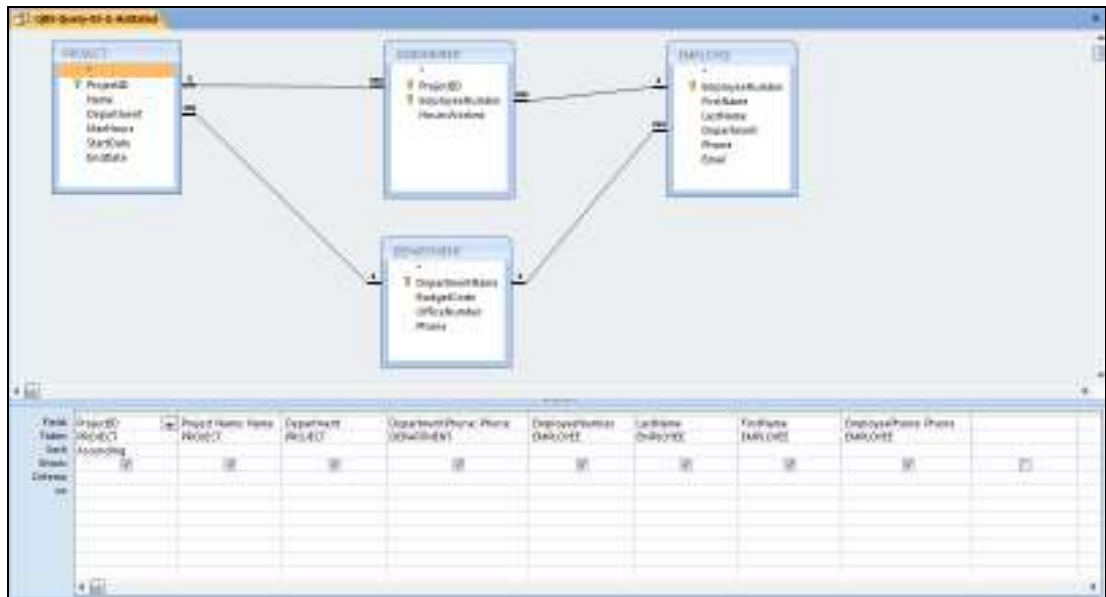 PROJECT
*
ProjectID
Name
Department
MaxHours
StartDate
EndDate
ASSIGNMENT
*
ProjectID
EmployeeNumber
HoursWorked
EMPLOYEE
*
EmployeeNumber
FirstName
LastName
Department
Phone
Email
DEPARTMENT
*
DepartmentName
BudgetCode
OfficeNumber
Phone
Field: ProjectID Project Name: Name Department DepartmentPhone: Phone EmployeeNumber LastName FirstName EmployeePhone: Phone
Table: PROJECT PROJECT PROJECT DEPARTMENT EMPLOYEE EMPLOYEE EMPLOYEE EMPLOYEE
Sort: Ascending
Show:
Criteria:
or: